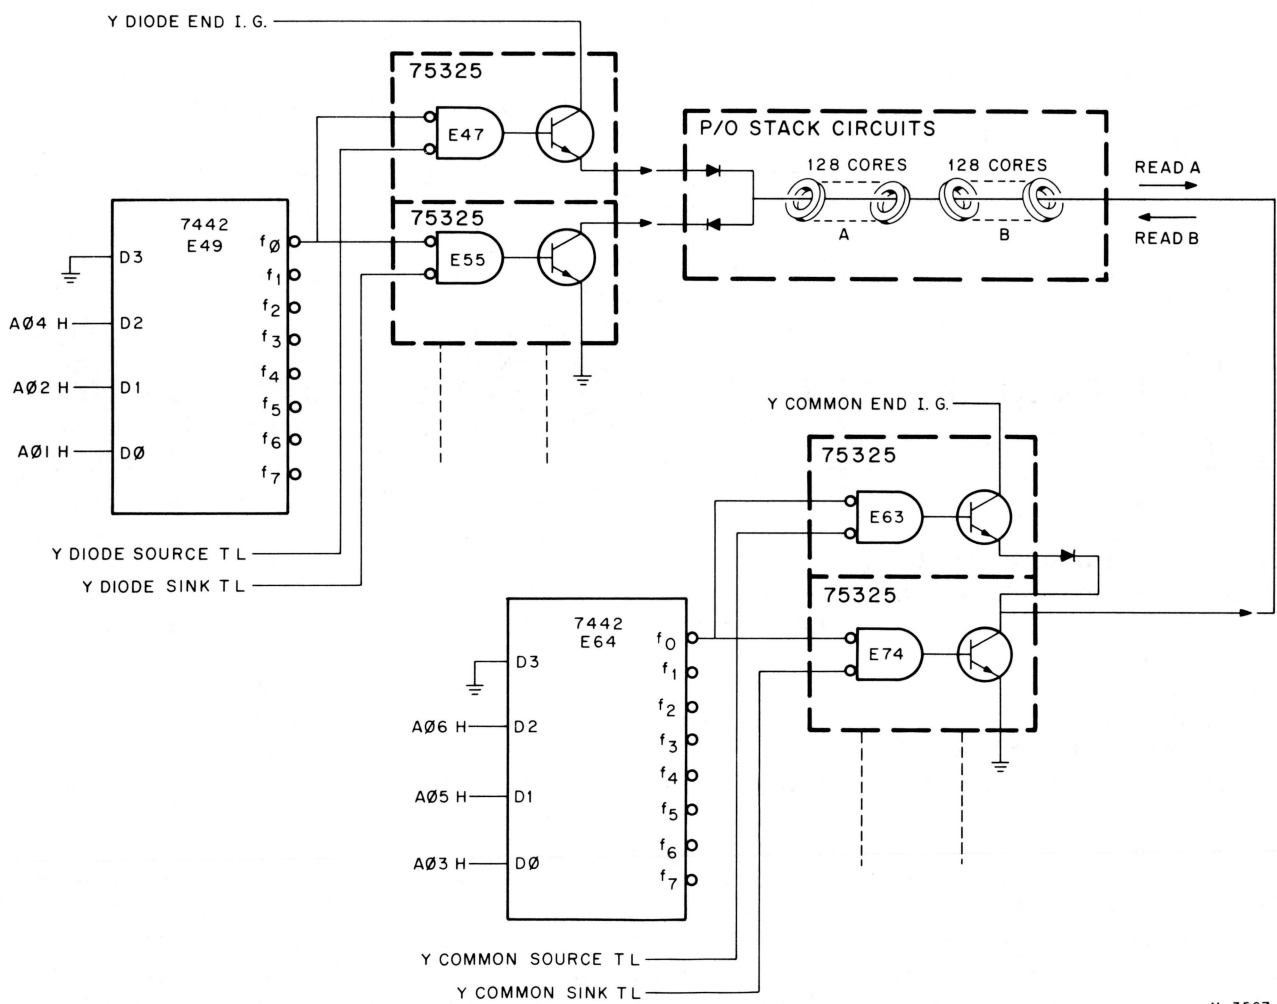 Y DIODE END I. G.
75325
E47
P/O STACK CIRCUITS
128 CORES 128 CORES
READ A
A B
READ B
75325
E55
7442
E49
D3
AØ4 H D2
AØ2 H D1
AØ1 H DØ
fØ
f1
f2
f3
f4
f5
f6
f7
Y DIODE SOURCE T L
Y DIODE SINK T L
Y COMMON END I. G.
75325
E63
75325
E74
7442
E64
D3
AØ6 H D2
AØ5 H D1
AØ3 H DØ
f0
f1
f2
f3
f4
f5
f6
f7
Y COMMON SOURCE T L
Y COMMON SINK T L